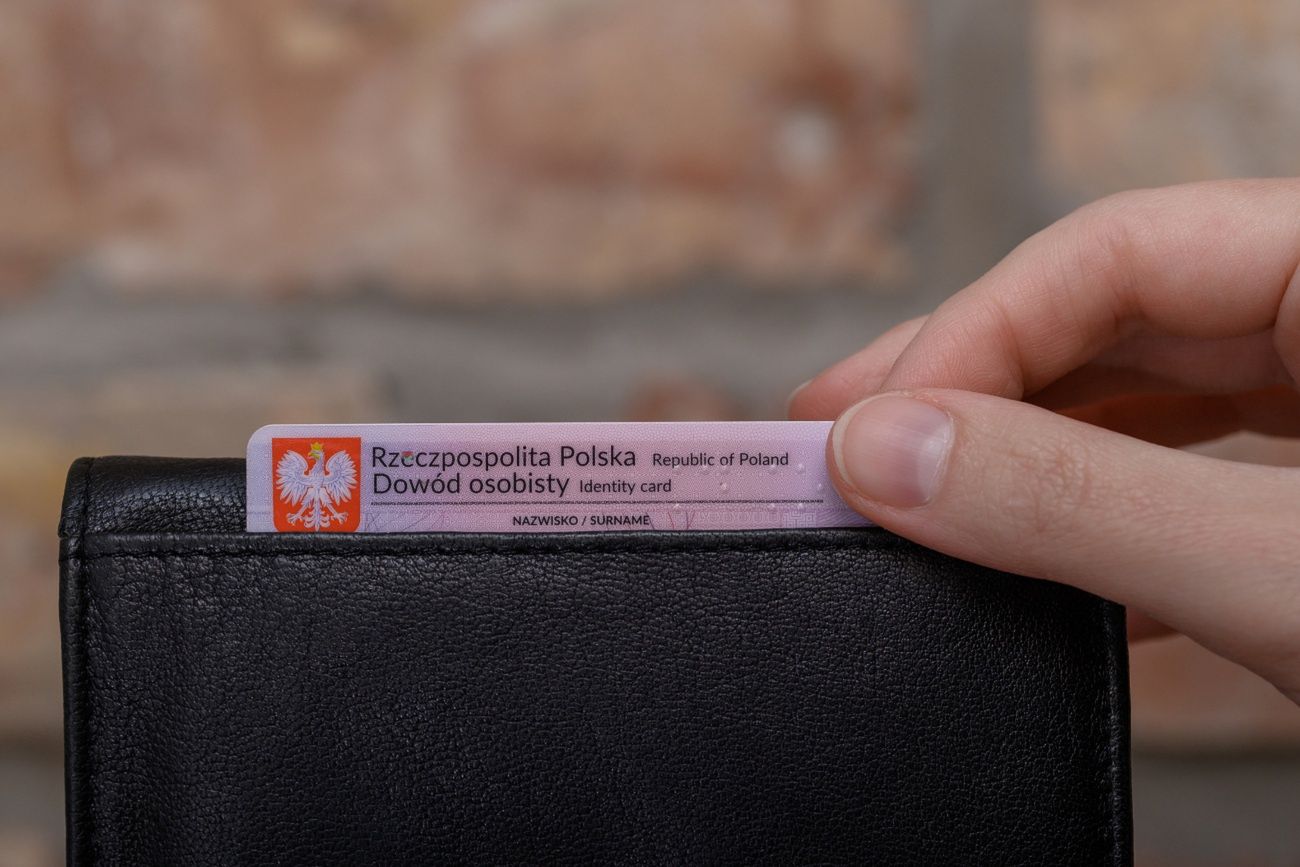 Rzeczpospolita Polska Republic of Poland
Dowód osobisty Identity card
NAZWISKO / SURNAME